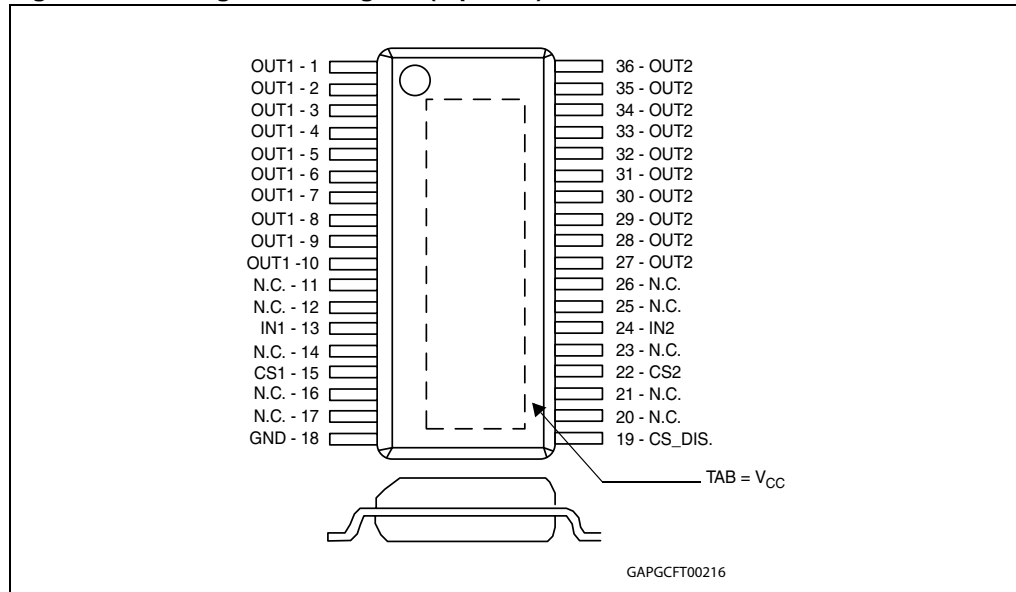 OUT1 - 1
OUT1 - 2
OUT1 - 3
OUT1 - 4
OUT1 - 5
OUT1 - 6
OUT1 - 7
OUT1 - 8
OUT1 - 9
OUT1 -10
N.C. - 11
N.C. - 12
IN1 - 13
N.C. - 14
CS1 - 15
N.C. - 16
N.C. - 17
GND - 18
36 - OUT2
35 - OUT2
34 - OUT2
33 - OUT2
32 - OUT2
31 - OUT2
30 - OUT2
29 - OUT2
28 - OUT2
27 - OUT2
26 - N.C.
25 - N.C.
24 - IN2
23 - N.C.
22 - CS2
21 - N.C.
20 - N.C.
19 - CS_DIS.
TAB = VCC
GAPGCFT00216